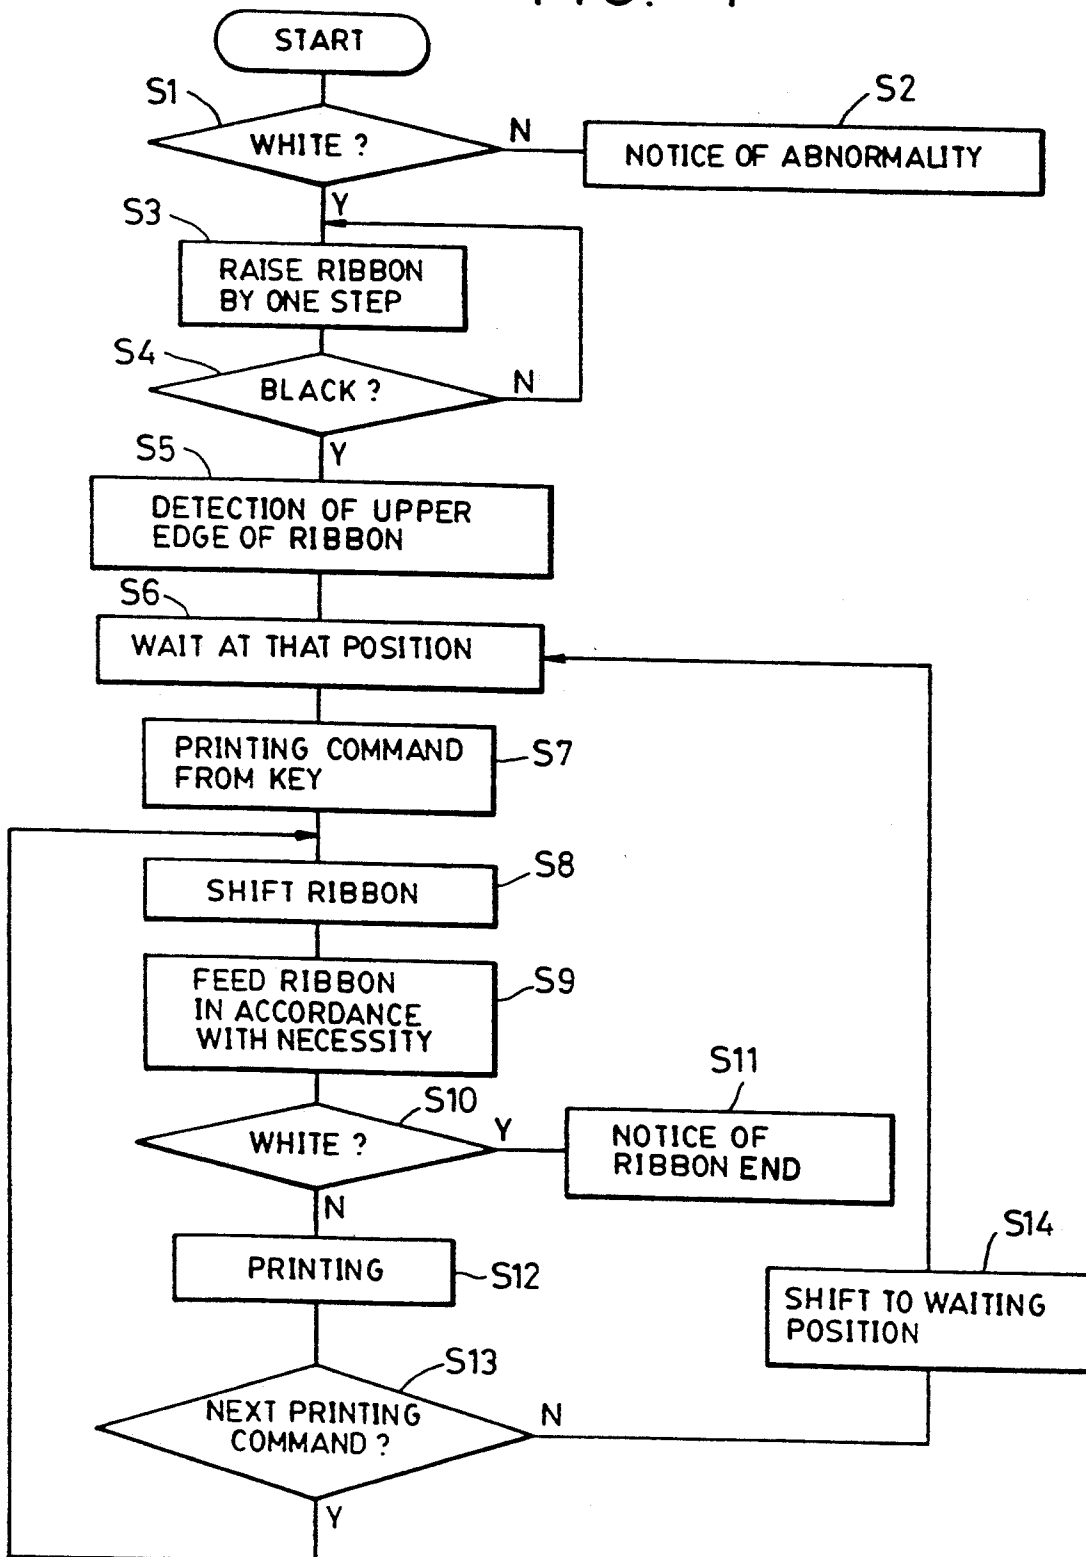 START
S1
WHITE ?
N
S2
NOTICE OF ABNORMALITY
Y
S3
RAISE RIBBON
BY ONE STEP
S4
BLACK ?
N
Y
S5
DETECTION OF UPPER
EDGE OF RIBBON
S6
WAIT AT THAT POSITION
PRINTING COMMAND
FROM KEY
S7
SHIFT RIBBON
S8
FEED RIBBON
IN ACCORDANCE
WITH NECESSITY
S9
S10
WHITE ?
Y
S11
NOTICE OF
RIBBON END
N
PRINTING
S12
S14
SHIFT TO WAITING
POSITION
S13
NEXT PRINTING
COMMAND ?
N
Y